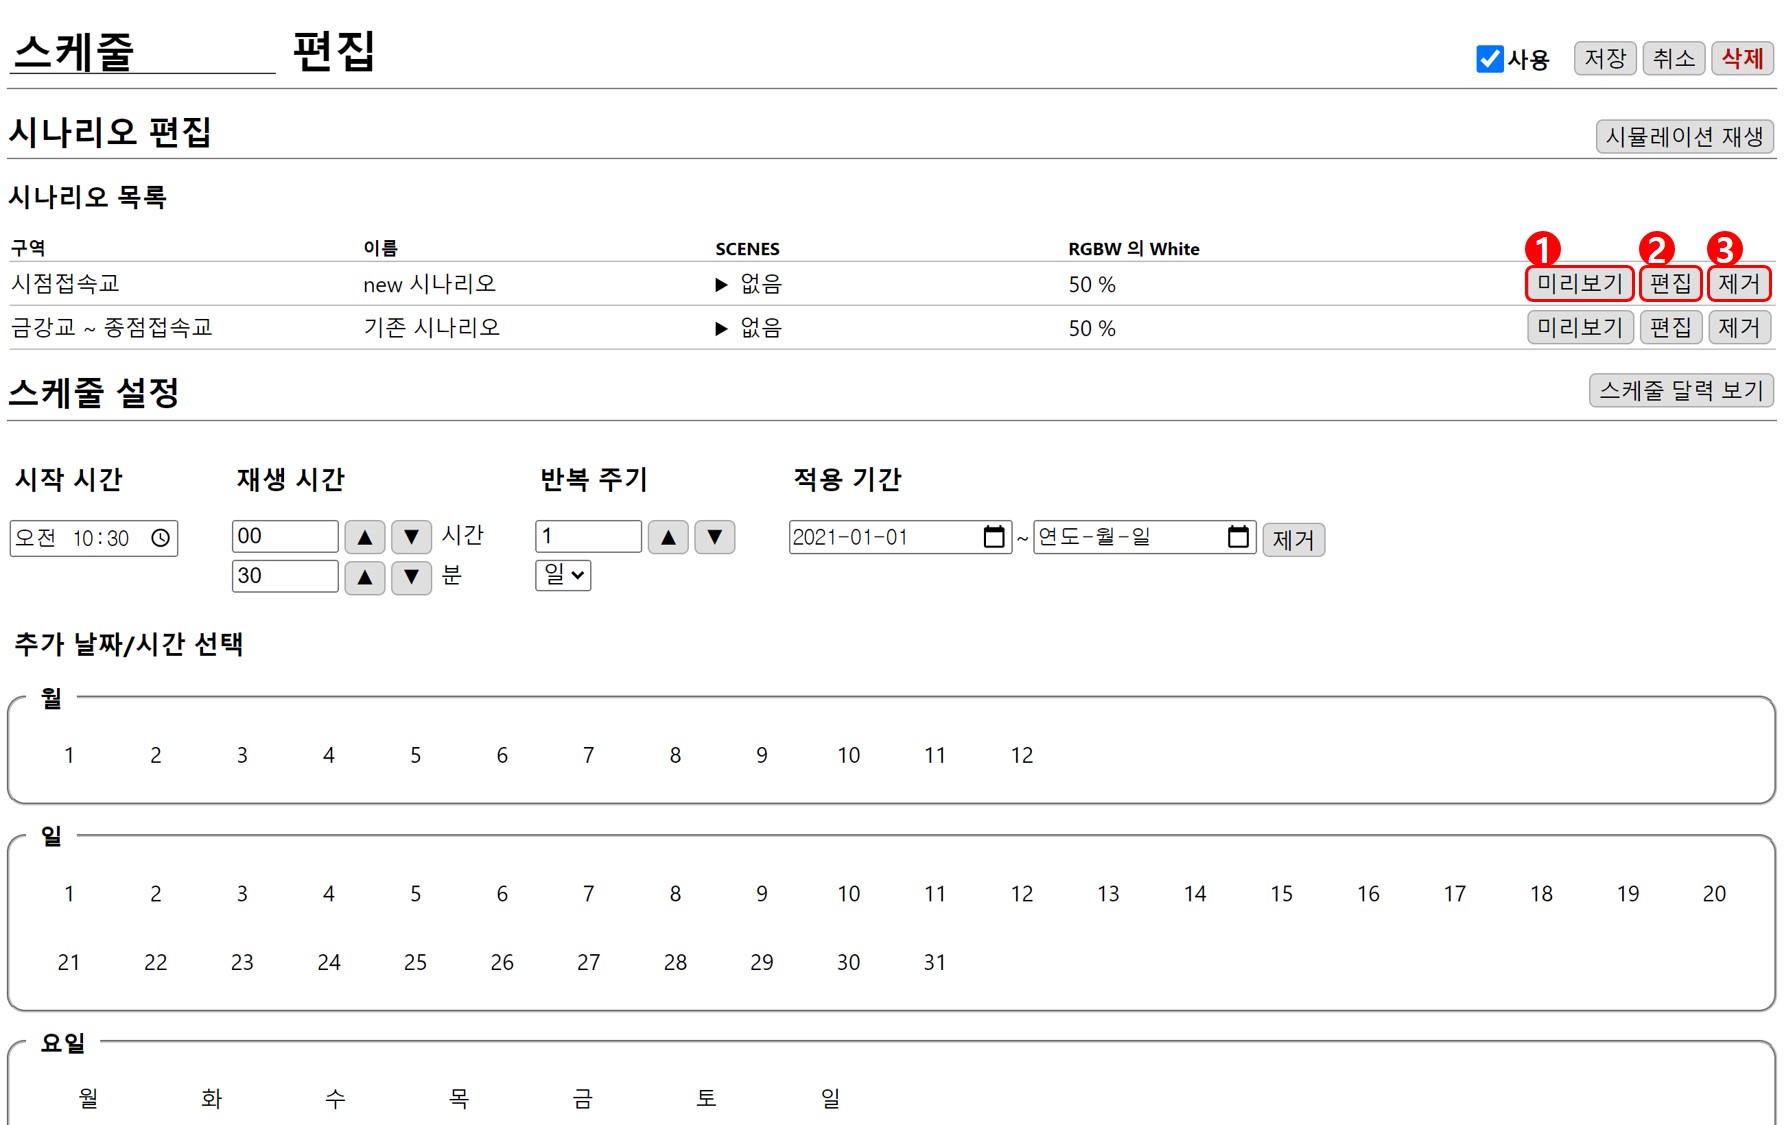 스케줄 편집
사용 저장 취소 삭제
시나리오 편집
시뮬레이션 재생
시나리오 목록
구역 이름 SCENES RGBW 의 White
1 2 3
시점접속교 new 시나리오 ▶ 없음 50 % 미리보기 편집 제거
금강교 ~ 종점접속교 기존 시나리오 ▶ 없음 50 % 미리보기 편집 제거
스케줄 설정
스케줄 달력 보기
시작 시간 재생 시간 반복 주기 적용 기간
오전 10:30 00 ▲ ▼ 시간 1 ▲ ▼ 2021-01-01 ~ 연도-월-일 제거
30 ▲ ▼ 분 일
추가 날짜/시간 선택
월
1 2 3 4 5 6 7 8 9 10 11 12
일
1 2 3 4 5 6 7 8 9 10 11 12 13 14 15 16 17 18 19 20
21 22 23 24 25 26 27 28 29 30 31
요일
월 화 수 목 금 토 일